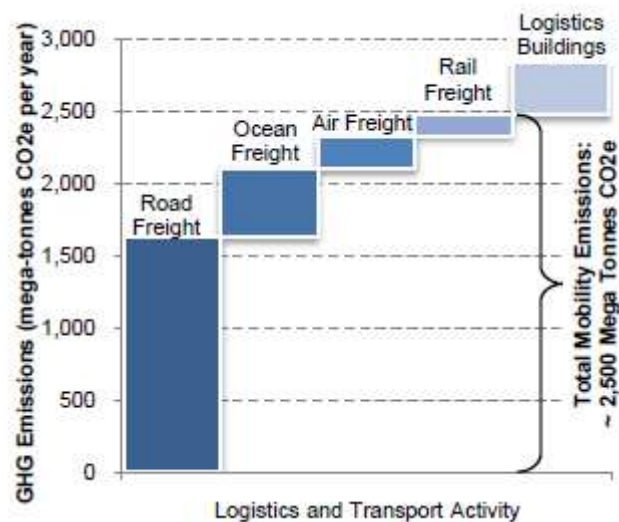 GHG Emissions (mega-tonnes CO2e per year)
3,000
2,500
2,000
1,500
1,000
500
0
Road
Freight
Ocean
Freight
Air Freight
Rail
Freight
Logistics
Buildings
Total Mobility Emissions:
~ 2,500 Mega Tonnes CO2e
Logistics and Transport Activity